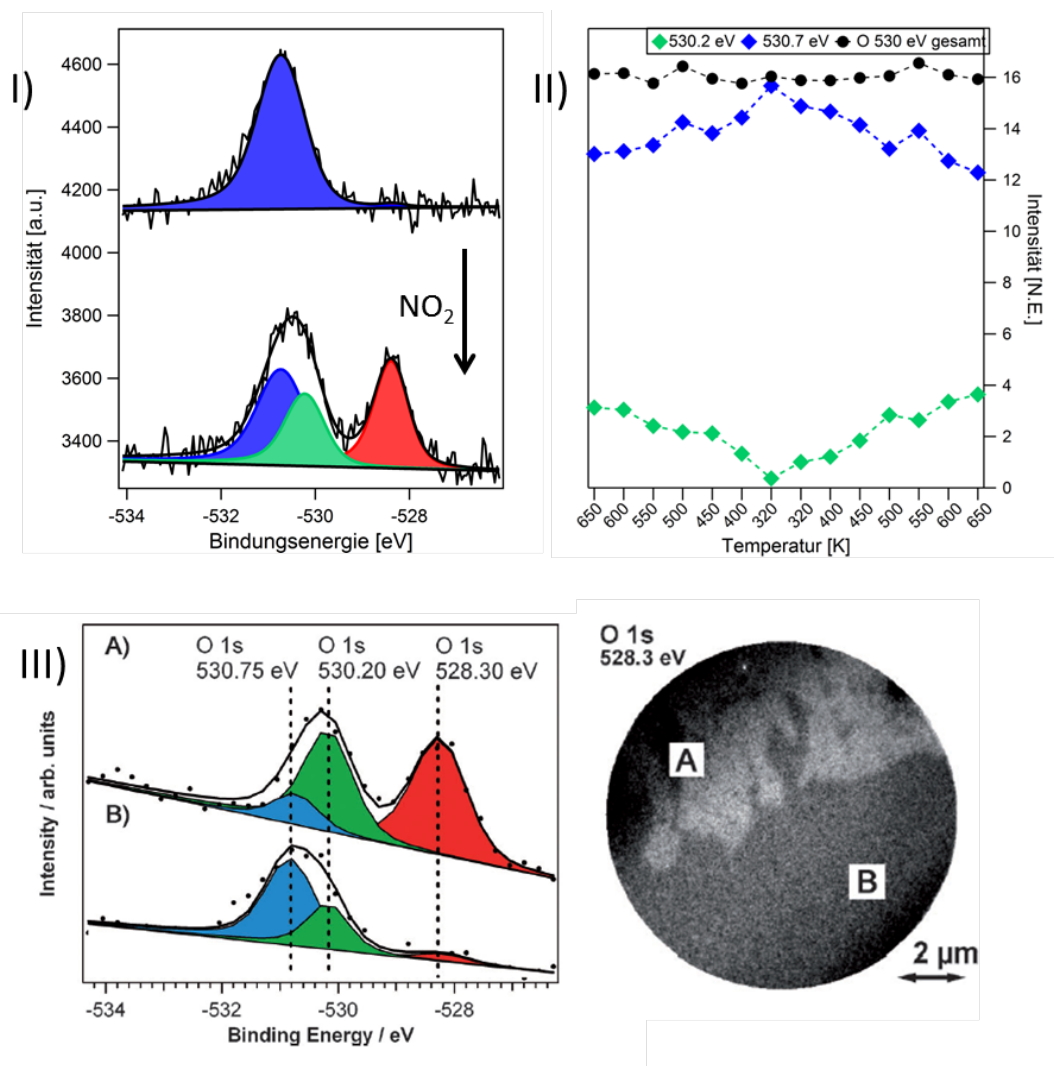 I)
4600
4400
4200
4000
3800
3600
3400
Intensität [a.u.]
NO2
-534
-532
-530
-528
Bindungsenergie [eV]
II)
530.2 eV 530.7 eV O 530 eV gesamt
16
14
12
10
8
6
4
2
0
Intensität [N.E.]
650 600 550 500 450 400 320 320 400 450 500 550 600 650
Temperatur [K]
III)
A)
O 1s O 1s O 1s
530.75 eV 530.20 eV 528.30 eV
B)
Intensity / arb. units
-534 -532 -530 -528
Binding Energy / eV
O 1s
528.3 eV
A
B
2 µm